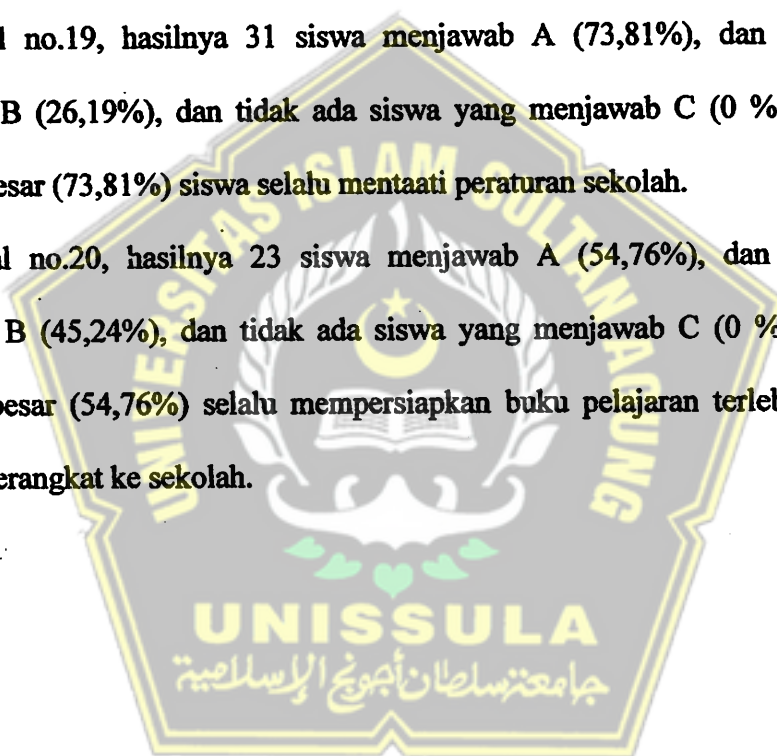 no.19, hasilnya 31 siswa menjawab A (73,81%), dan
B (26,19%), dan tidak ada siswa yang menjawab C (0 %
esar (73,81%) siswa selalu mentaati peraturan sekolah.
no.20, hasilnya 23 siswa menjawab A (54,76%), dan
B (45,24%), dan tidak ada siswa yang menjawab C (0 %
besar (54,76%) selalu mempersiapkan buku pelajaran terleb
erangkat ke sekolah.
UNIVERSITAS ISLAM SULTAN AGUNG
UNISSULA
جامعة سلطان أجونج الإسلامية